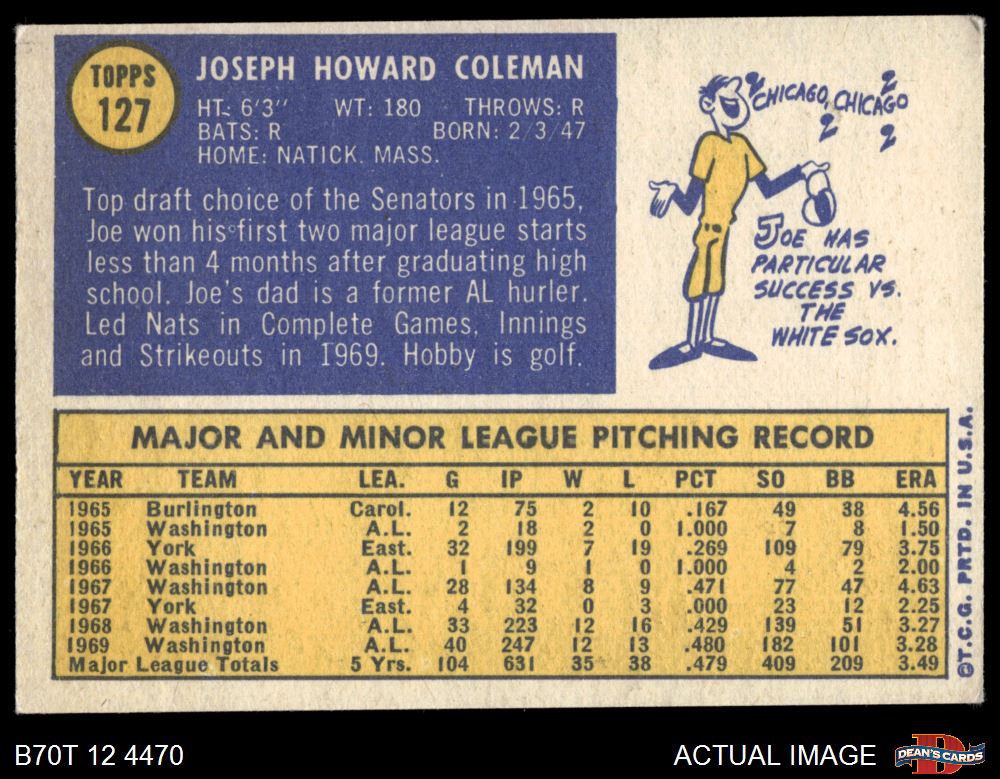 TOPPS
127
JOSEPH HOWARD COLEMAN
HT: 6'3" WT: 180 THROWS: R
BATS: R BORN: 2/3/47
HOME: NATICK, MASS.
Top draft choice of the Senators in 1965,
Joe won his first two major league starts
less than 4 months after graduating high
school. Joe's dad is a former AL hurler.
Led Nats in Complete Games, Innings
and Strikeouts in 1969. Hobby is golf.
CHICAGO, CHICAGO
JOE HAS
PARTICULAR
SUCCESS VS.
THE
WHITE SOX.
MAJOR AND MINOR LEAGUE PITCHING RECORD
YEAR TEAM LEA. G IP W L PCT SO BB ERA
1965 Burlington Carol. 12 75 2 10 .167 49 38 4.56
1965 Washington A.L. 2 18 2 0 1.000 7 8 1.50
1966 York East. 32 199 7 19 .269 109 79 3.75
1966 Washington A.L. 1 9 1 0 1.000 4 2 2.00
1967 Washington A.L. 28 134 8 9 .471 77 47 4.63
1967 York East. 4 32 0 3 .000 23 12 2.25
1968 Washington A.L. 33 223 12 16 .429 139 51 3.27
1969 Washington A.L. 40 247 12 13 .480 182 101 3.28
Major League Totals 5 Yrs. 104 631 35 38 .479 409 209 3.49
©T.C.G. PRTD. IN U.S.A.
B70T 12 4470
ACTUAL IMAGE
DEAN'S CARDS